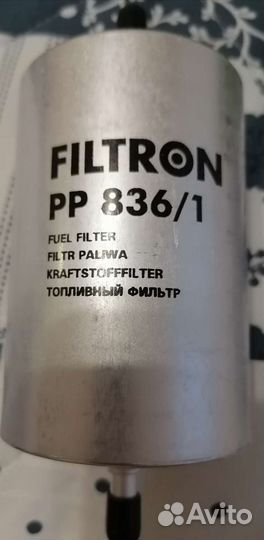 FILTRON
PP 836/1
FUEL FILTER
FILTR PALIWA
KRAFTSTOFFFILTER
ТОПЛИВНЫЙ ФИЛЬТР
Avito